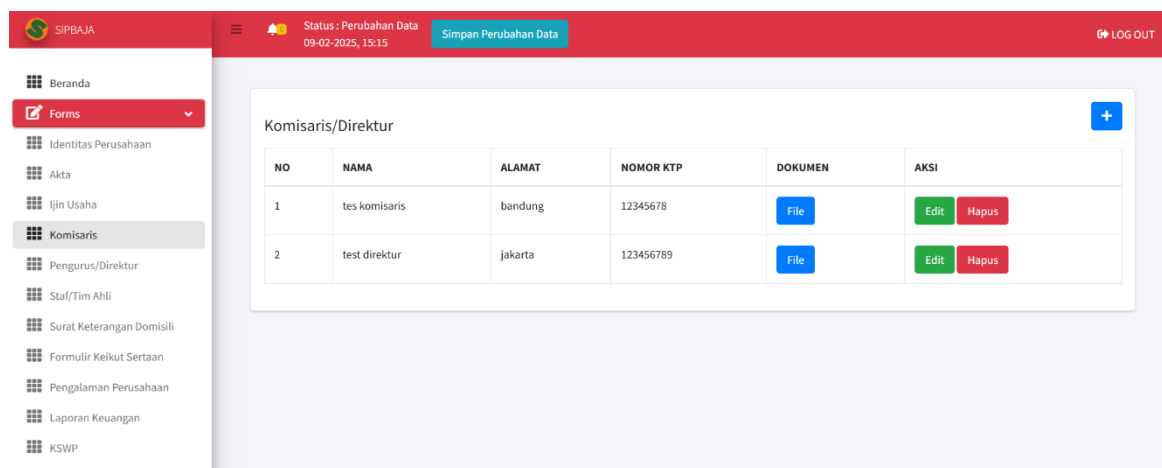 SIPBAJA
Status : Perubahan Data
09-02-2025, 15:15
Simpan Perubahan Data
LOG OUT
Beranda
Forms
Identitas Perusahaan
Akta
Ijin Usaha
Komisaris
Pengurus/Direktur
Staf/Tim Ahli
Surat Keterangan Domisili
Formulir Keikut Sertaan
Pengalaman Perusahaan
Laporan Keuangan
KSWP
Komisaris/Direktur
+
NO NAMA ALAMAT NOMOR KTP DOKUMEN AKSI
1 tes komisaris bandung 12345678 File Edit Hapus
2 test direktur jakarta 123456789 File Edit Hapus